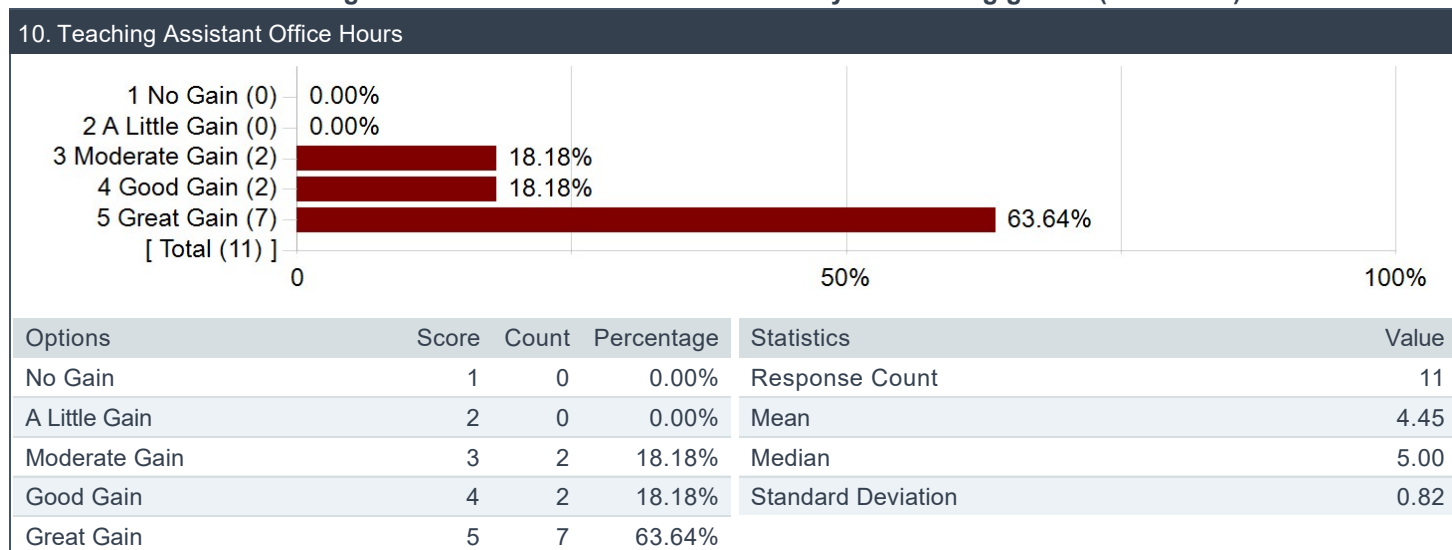 10. Teaching Assistant Office Hours
1 No Gain (0) 0.00%
2 A Little Gain (0) 0.00%
3 Moderate Gain (2) 18.18%
4 Good Gain (2) 18.18%
5 Great Gain (7) 63.64%
[ Total (11) ]
0 50% 100%
Options Score Count Percentage
No Gain 1 0 0.00%
A Little Gain 2 0 0.00%
Moderate Gain 3 2 18.18%
Good Gain 4 2 18.18%
Great Gain 5 7 63.64%
Statistics Value
Response Count 11
Mean 4.45
Median 5.00
Standard Deviation 0.82